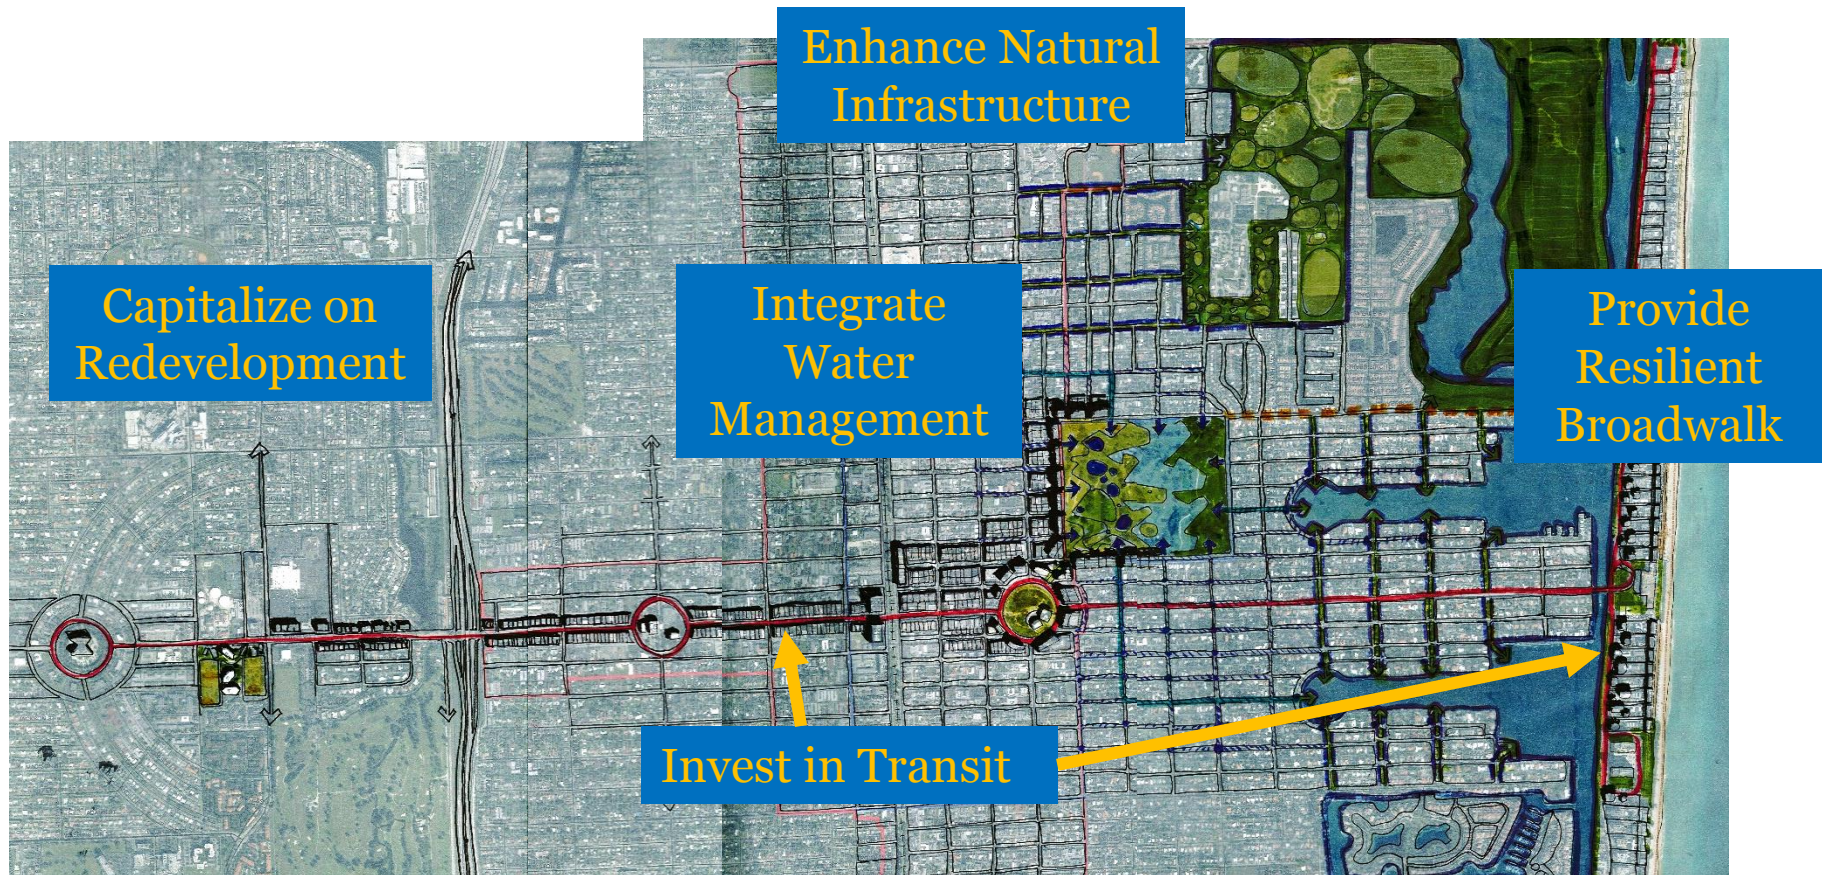 Enhance Natural
Infrastructure
Capitalize on
Redevelopment
Integrate
Water
Management
Provide
Resilient
Broadwalk
Invest in Transit